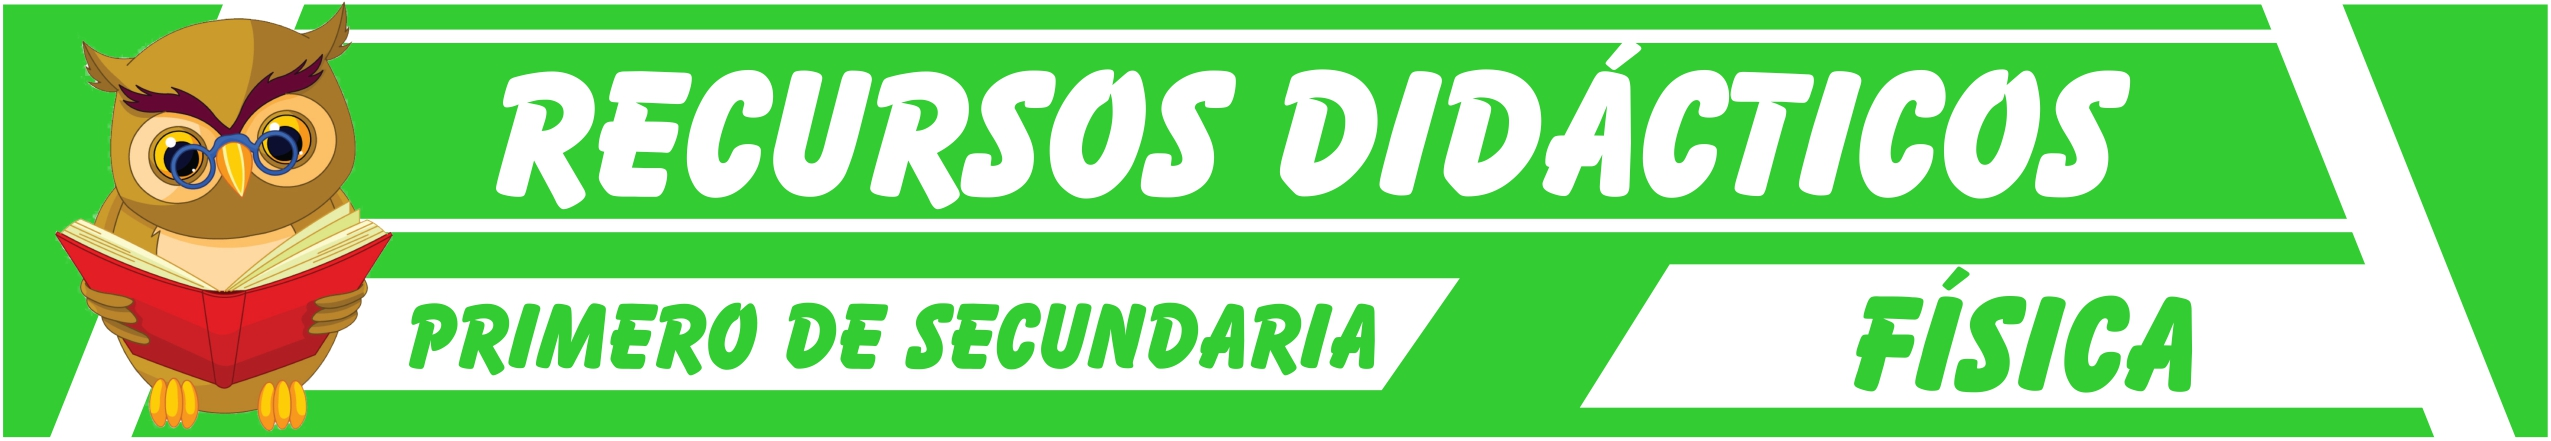 RECURSOS DIDÁCTICOS
PRIMERO DE SECUNDARIA
FÍSICA